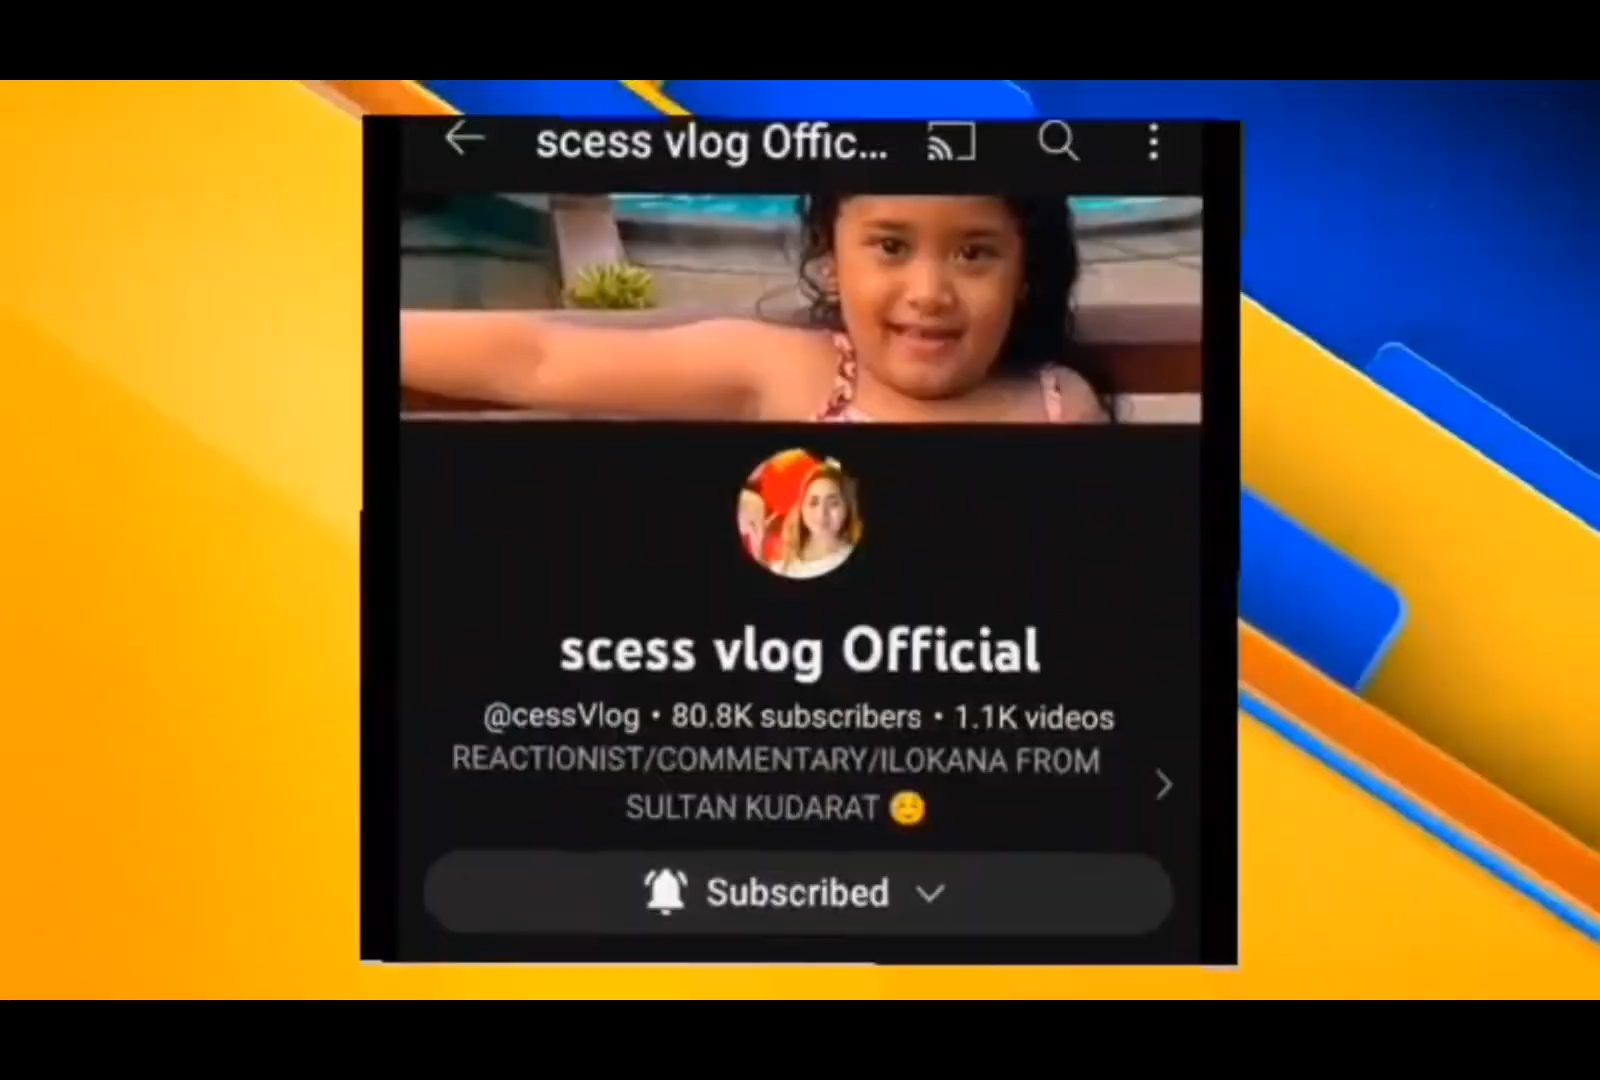 scess vlog Offic...
scess vlog Official
@cessVlog • 80.8K subscribers • 1.1K videos
REACTIONIST/COMMENTARY/ILOKANA FROM
SULTAN KUDARAT ☺️
Subscribed